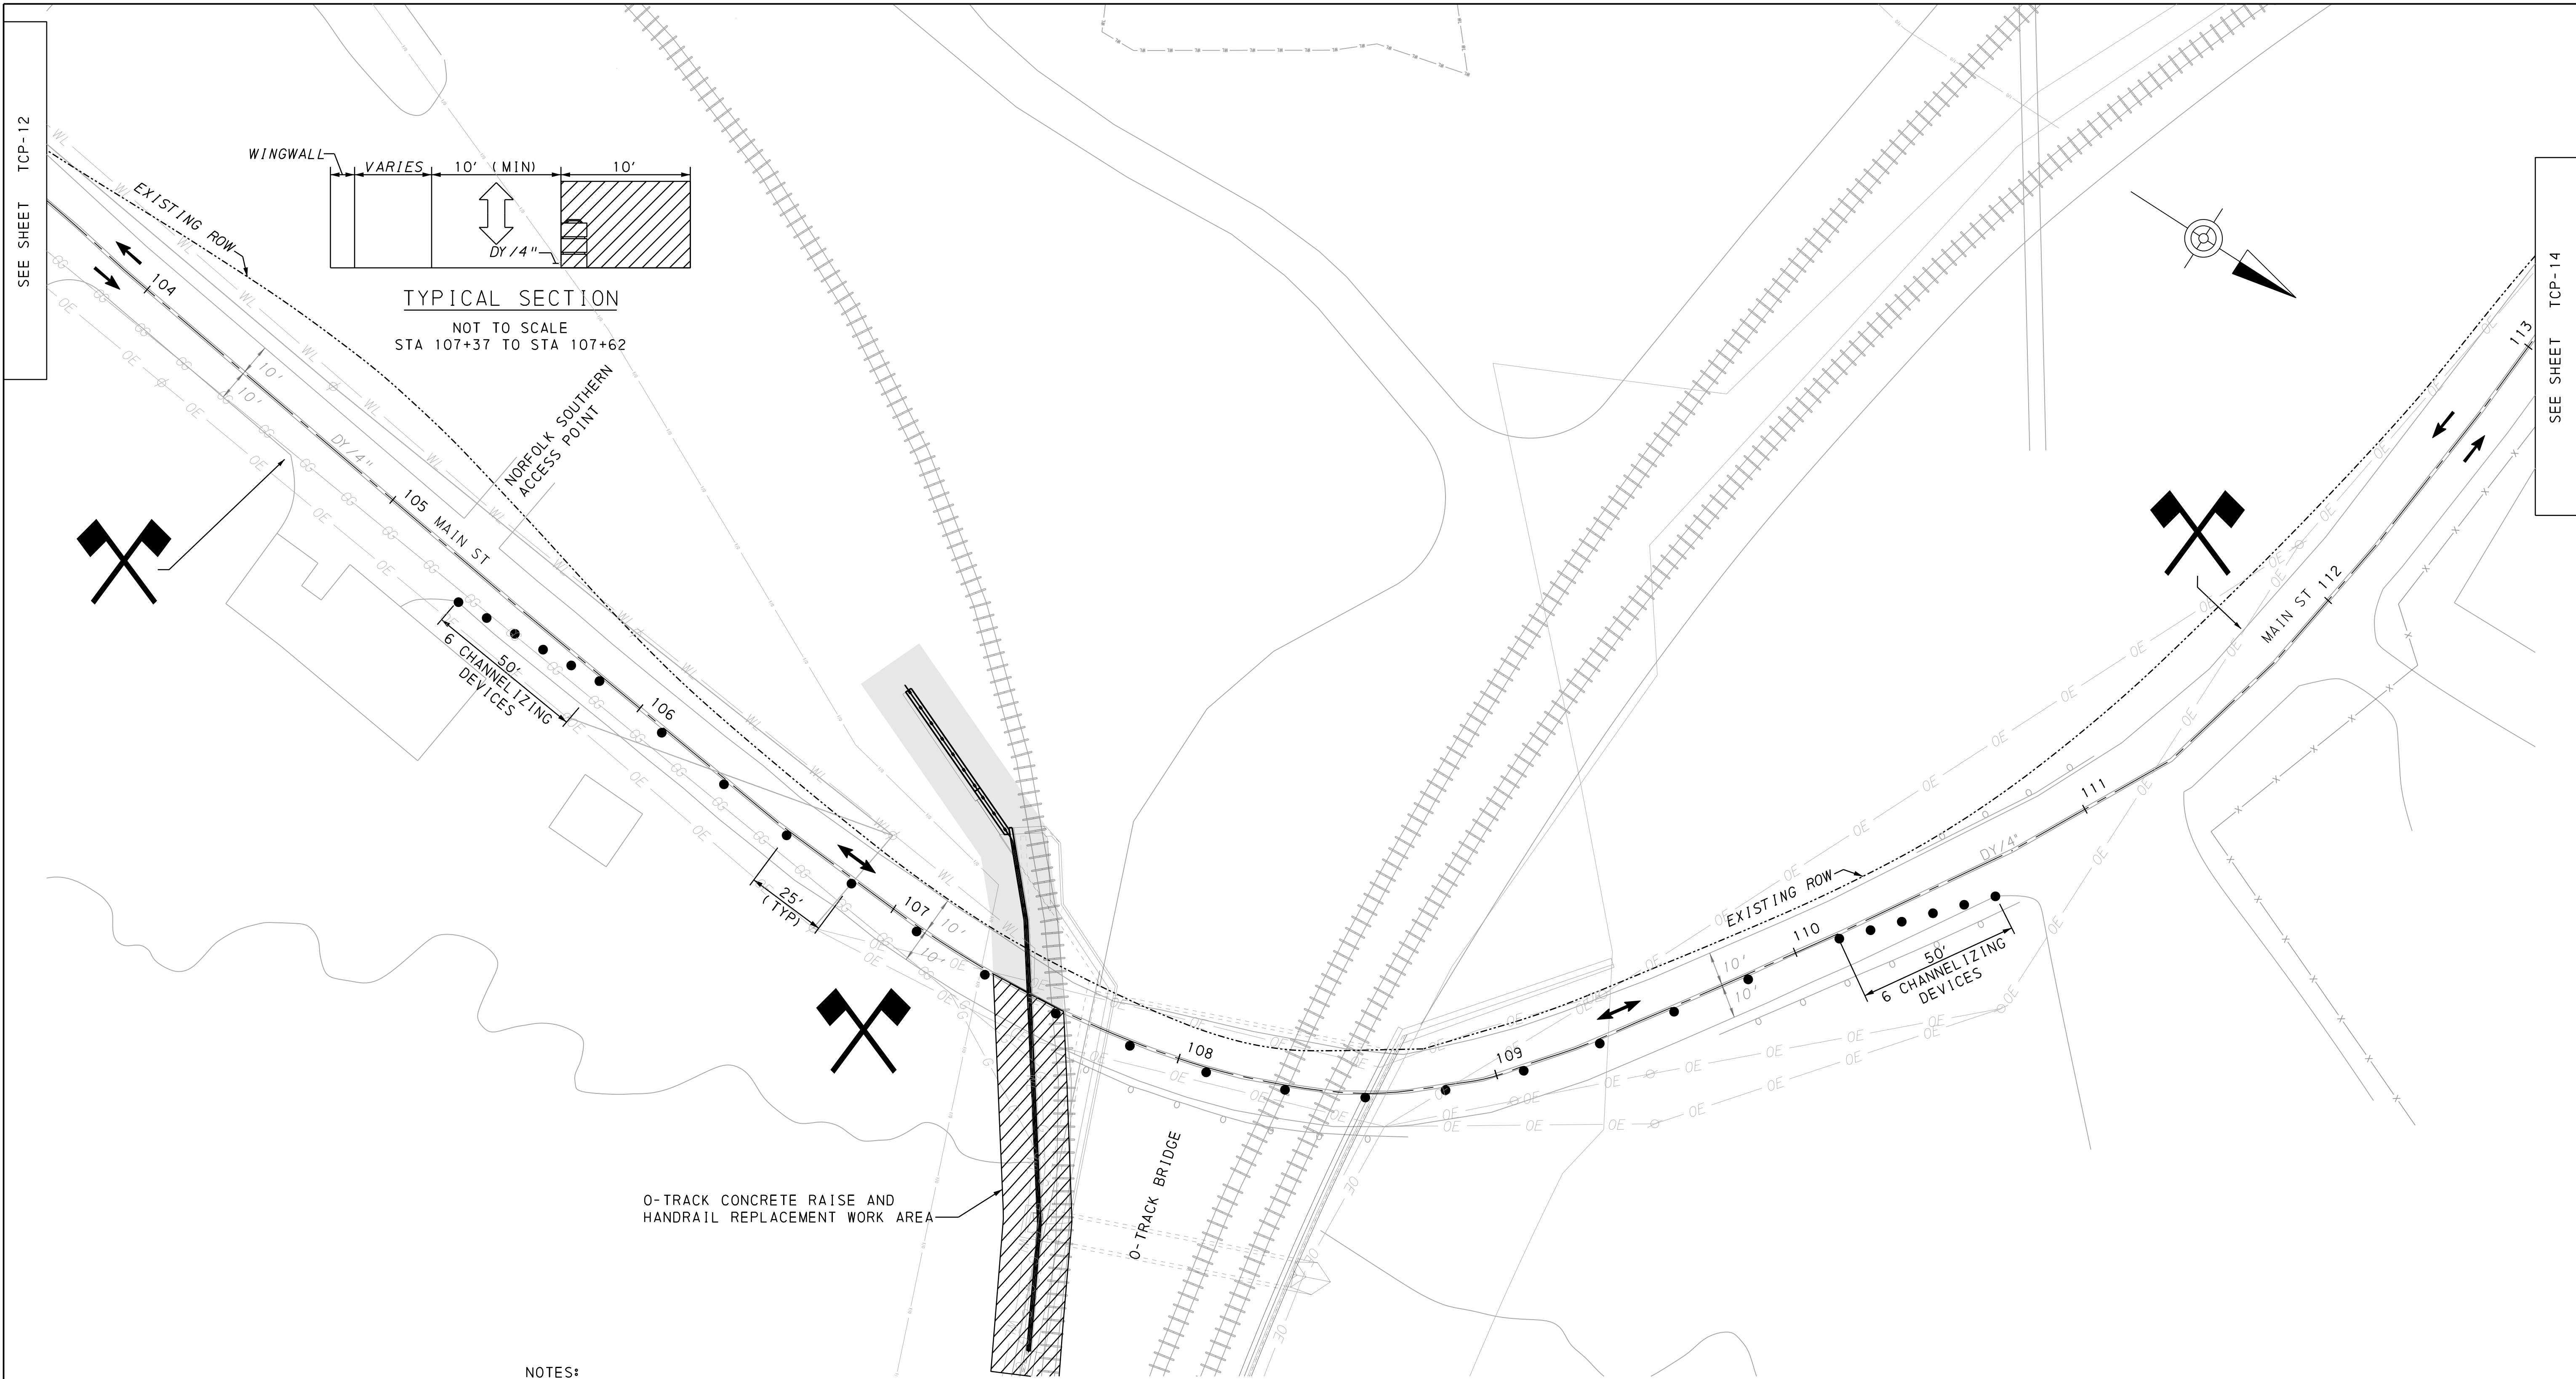 SEE SHEET TCP-12
WINGWALL
VARIES
10' (MIN)
10'
DY/4"
TYPICAL SECTION
NOT TO SCALE
STA 107+37 TO STA 107+62
EXISTING ROW
104
10'
10'
DY/4"
105
MAIN ST
NORFOLK SOUTHERN
ACCESS POINT
50'
6 CHANNELIZING
DEVICES
106
25'
(TYP)
107
10'
10'
108
O-TRACK CONCRETE RAISE AND
HANDRAIL REPLACEMENT WORK AREA
O-TRACK BRIDGE
109
EXISTING ROW
10'
10'
110
50'
6 CHANNELIZING
DEVICES
DY/4"
111
MAIN ST
112
113
SEE SHEET TCP-14
WL
GG
OE
NOTES: